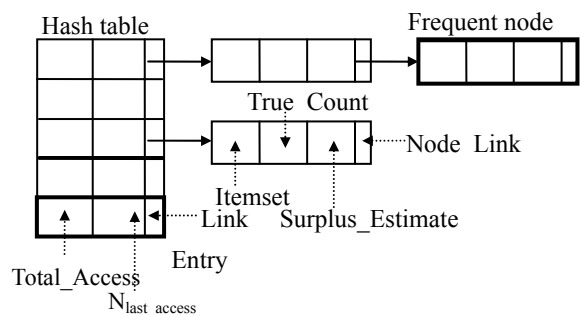 Hash table
Frequent node
True Count
Node Link
Itemset
Link
Surplus_Estimate
Entry
Total_Access
N_last access